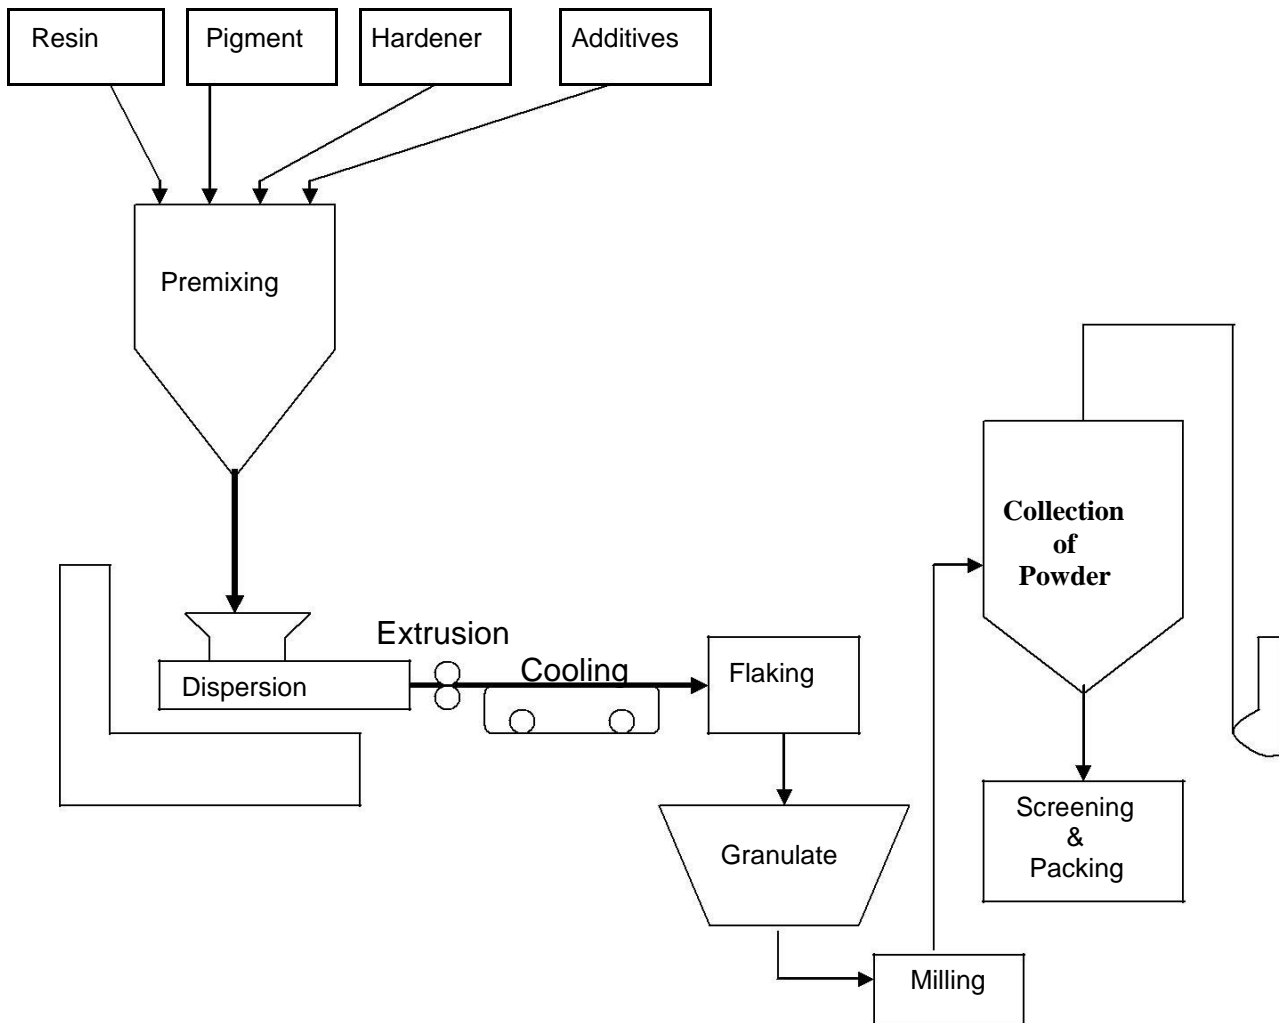 Resin
Pigment
Hardener
Additives
Premixing
Collection
of
Powder
Extrusion
Cooling
Dispersion
Flaking
Screening
&
Packing
Granulate
Milling